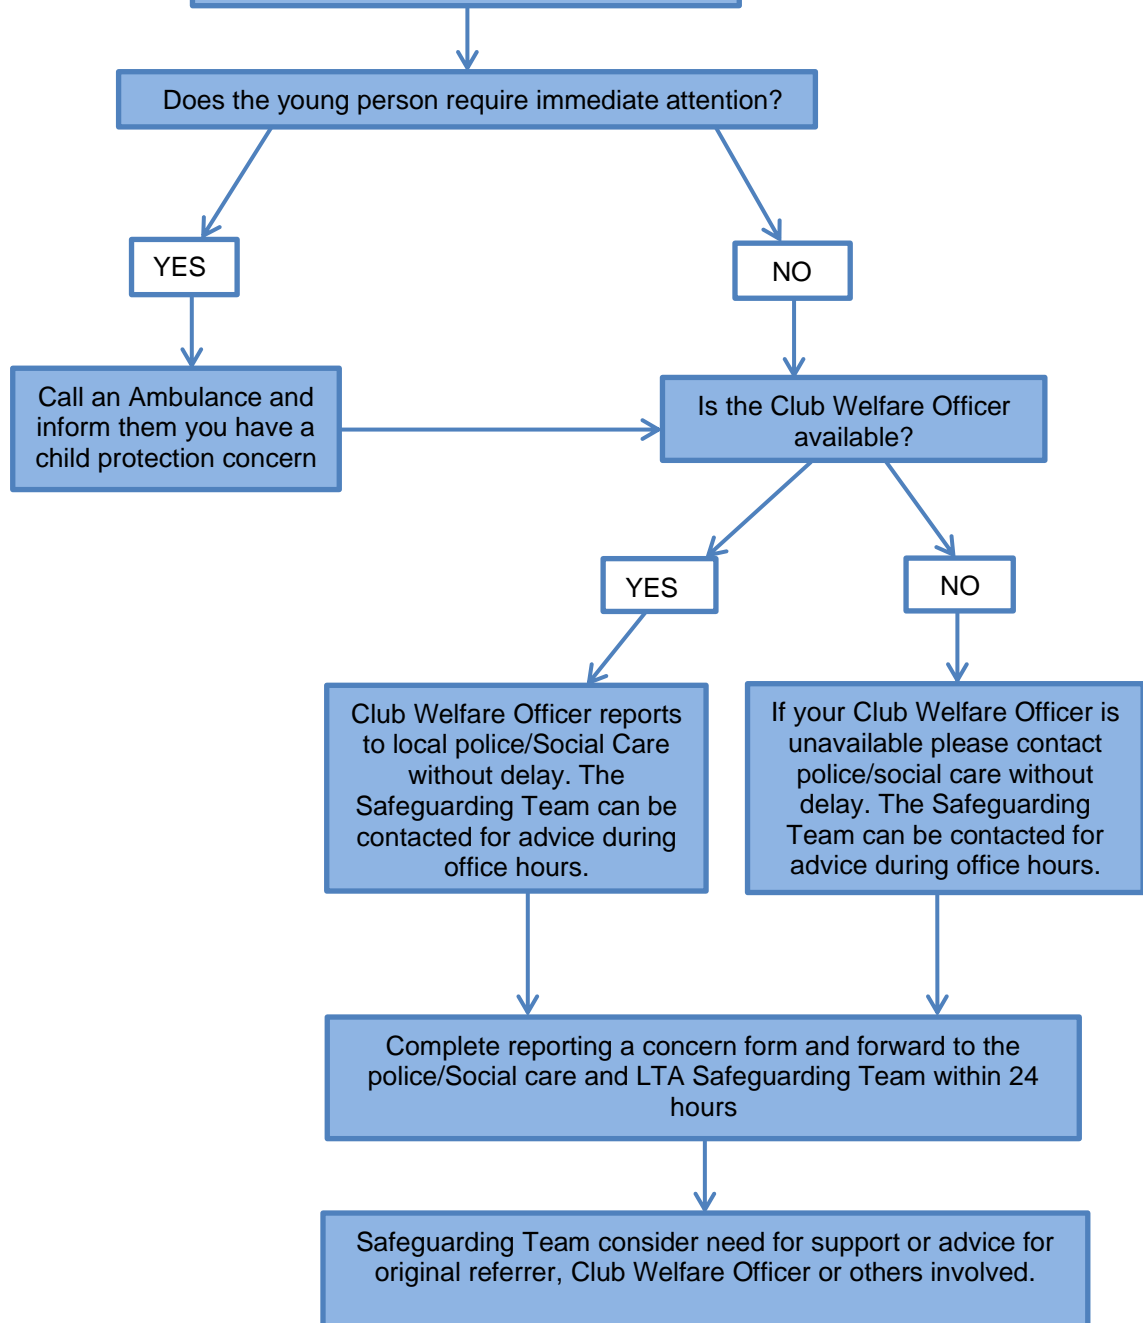 Does the young person require immediate attention?
YES
NO
Call an Ambulance and
inform them you have a
child protection concern
Is the Club Welfare Officer
available?
YES
NO
Club Welfare Officer reports
to local police/Social Care
without delay. The
Safeguarding Team can be
contacted for advice during
office hours.
If your Club Welfare Officer is
unavailable please contact
police/social care without
delay. The Safeguarding
Team can be contacted for
advice during office hours.
Complete reporting a concern form and forward to the
police/Social care and LTA Safeguarding Team within 24
hours
Safeguarding Team consider need for support or advice for
original referrer, Club Welfare Officer or others involved.